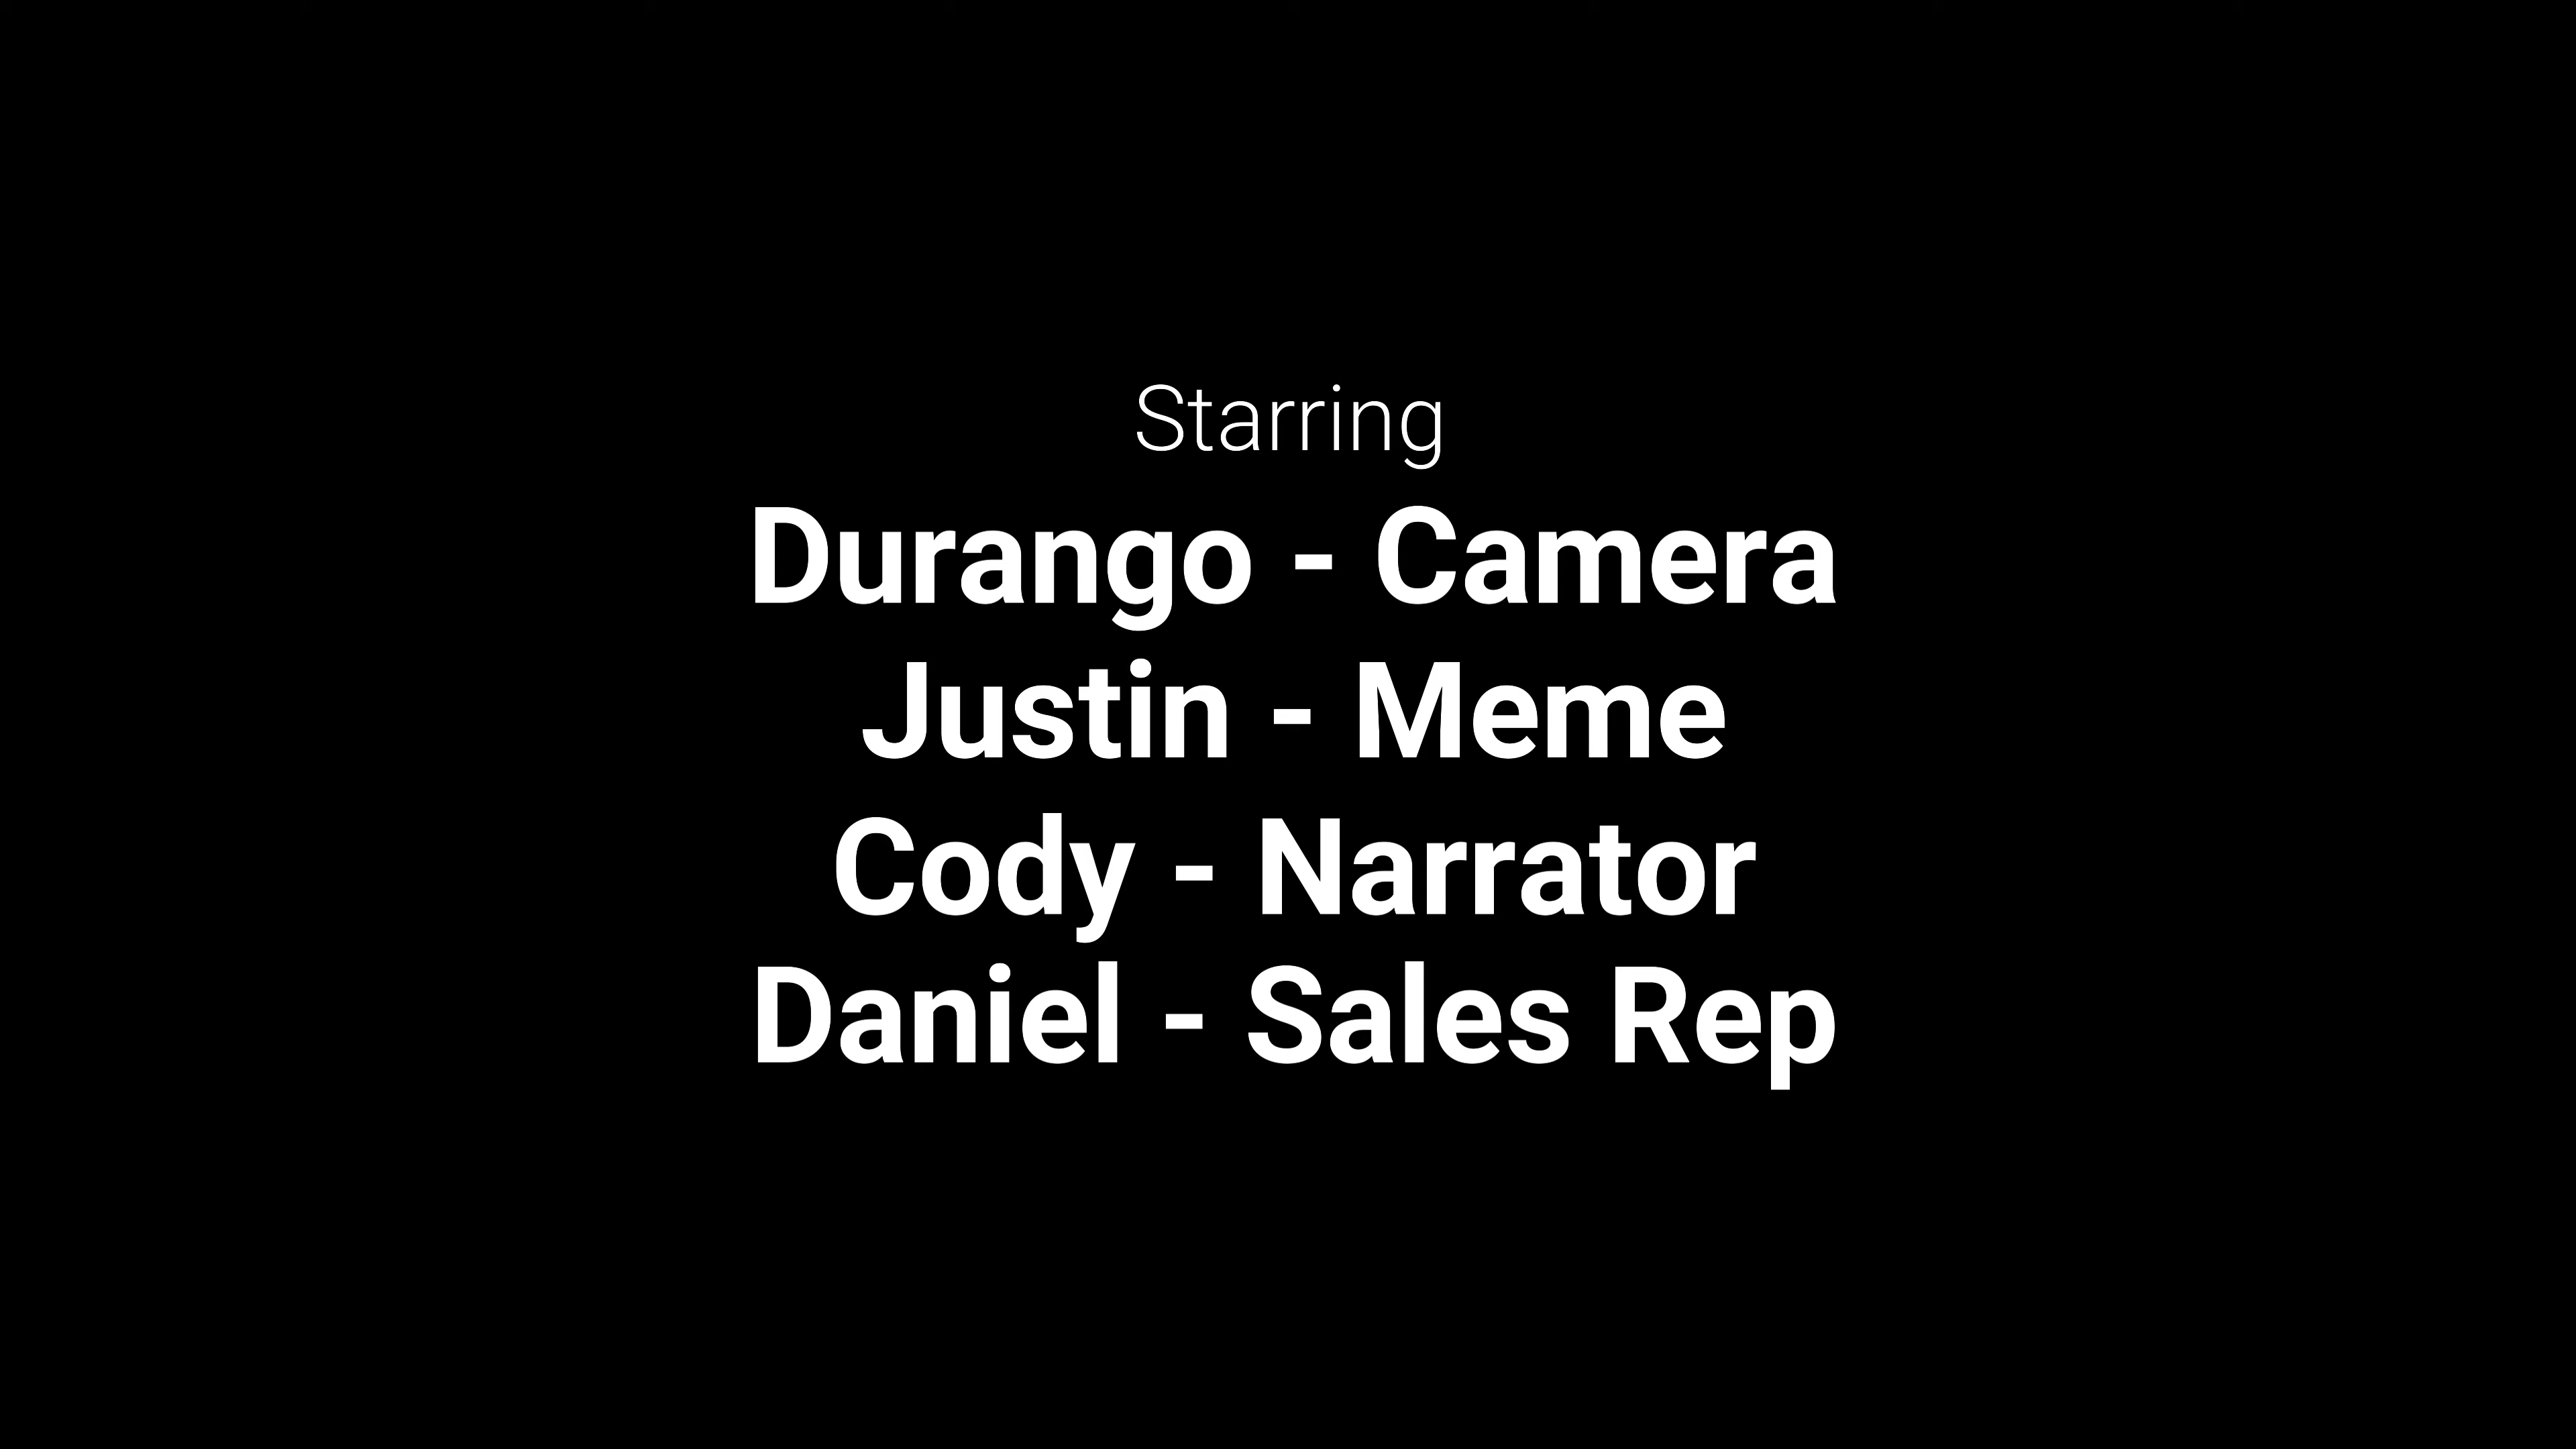 Starring
Durango - Camera
Justin - Meme
Cody - Narrator
Daniel - Sales Rep